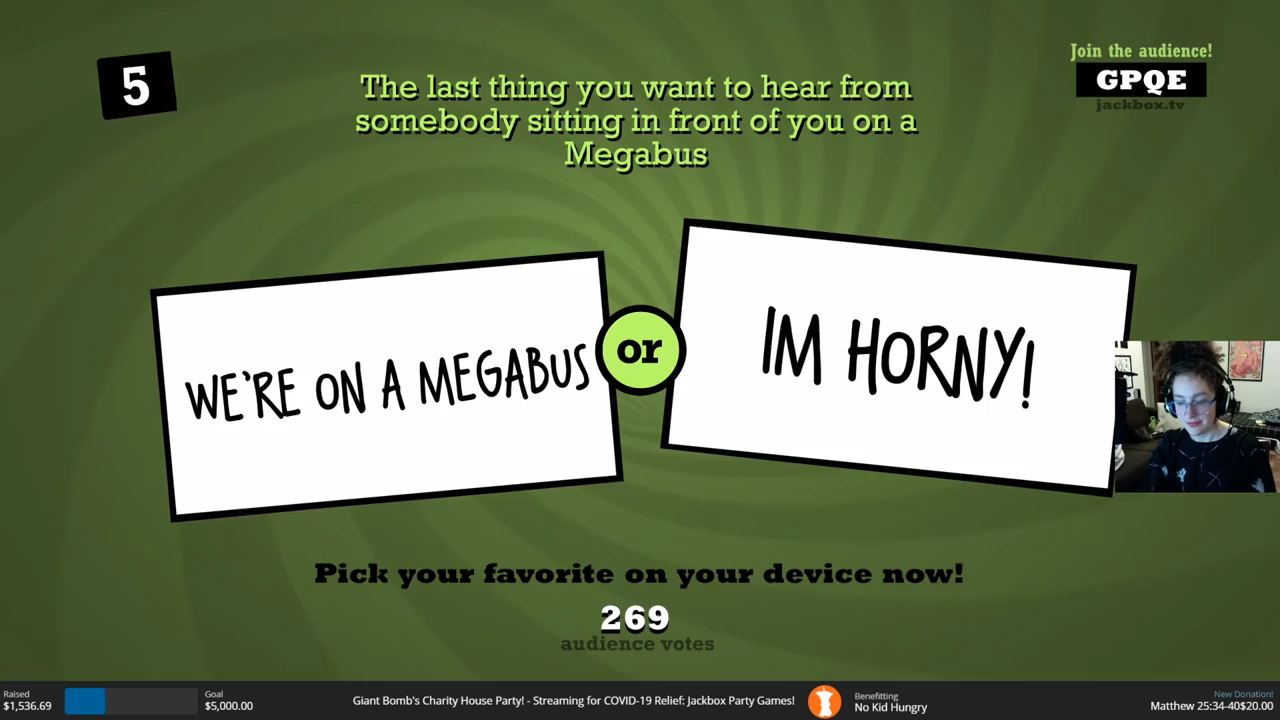 5
The last thing you want to hear from
somebody sitting in front of you on a
Megabus
Join the audience!
GPQE
jackbox.tv
WE'RE ON A MEGABUS
or
IM HORNY!
Pick your favorite on your device now!
269
audience votes
Raised
$1,536.69
Goal
$5,000.00
Giant Bomb's Charity House Party! - Streaming for COVID-19 Relief: Jackbox Party Games!
Benefitting
No Kid Hungry
New Donation!
Matthew 25:34-40$20.00